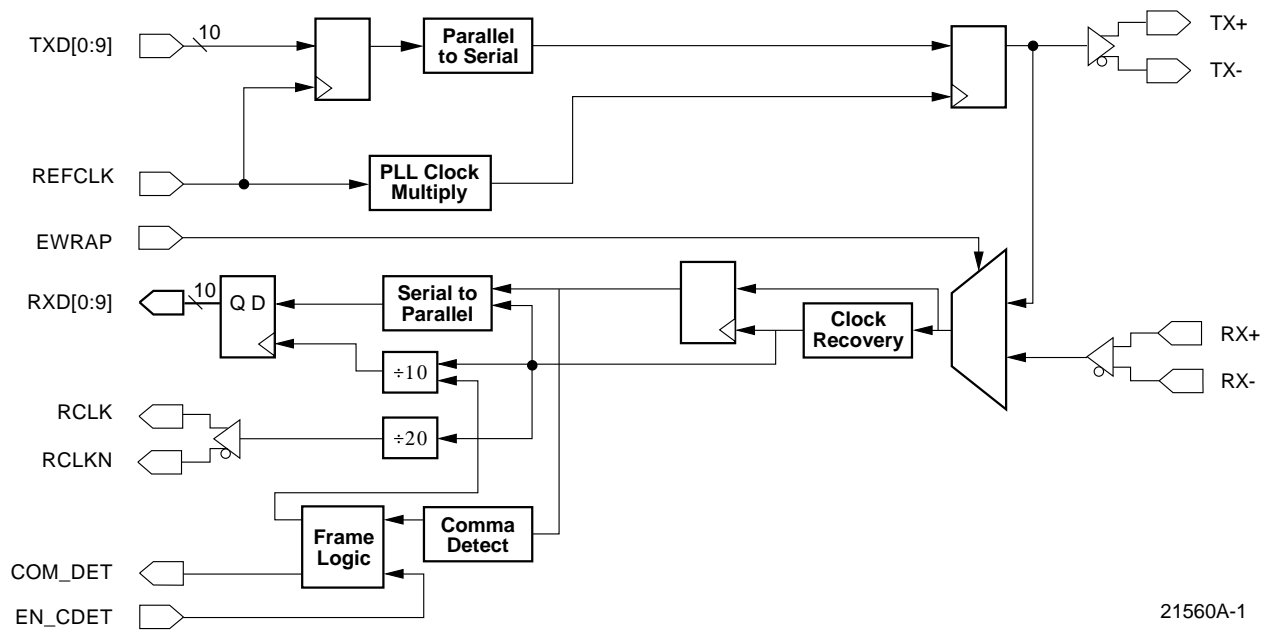 TXD[0:9]
10
Parallel
to Serial
TX+
TX-
REFCLK
PLL Clock
Multiply
EWRAP
RXD[0:9]
10
Q D
Serial to
Parallel
Clock
Recovery
RX+
RX-
÷10
RCLK
÷20
RCLKN
Frame
Logic
Comma
Detect
COM_DET
EN_CDET
21560A-1